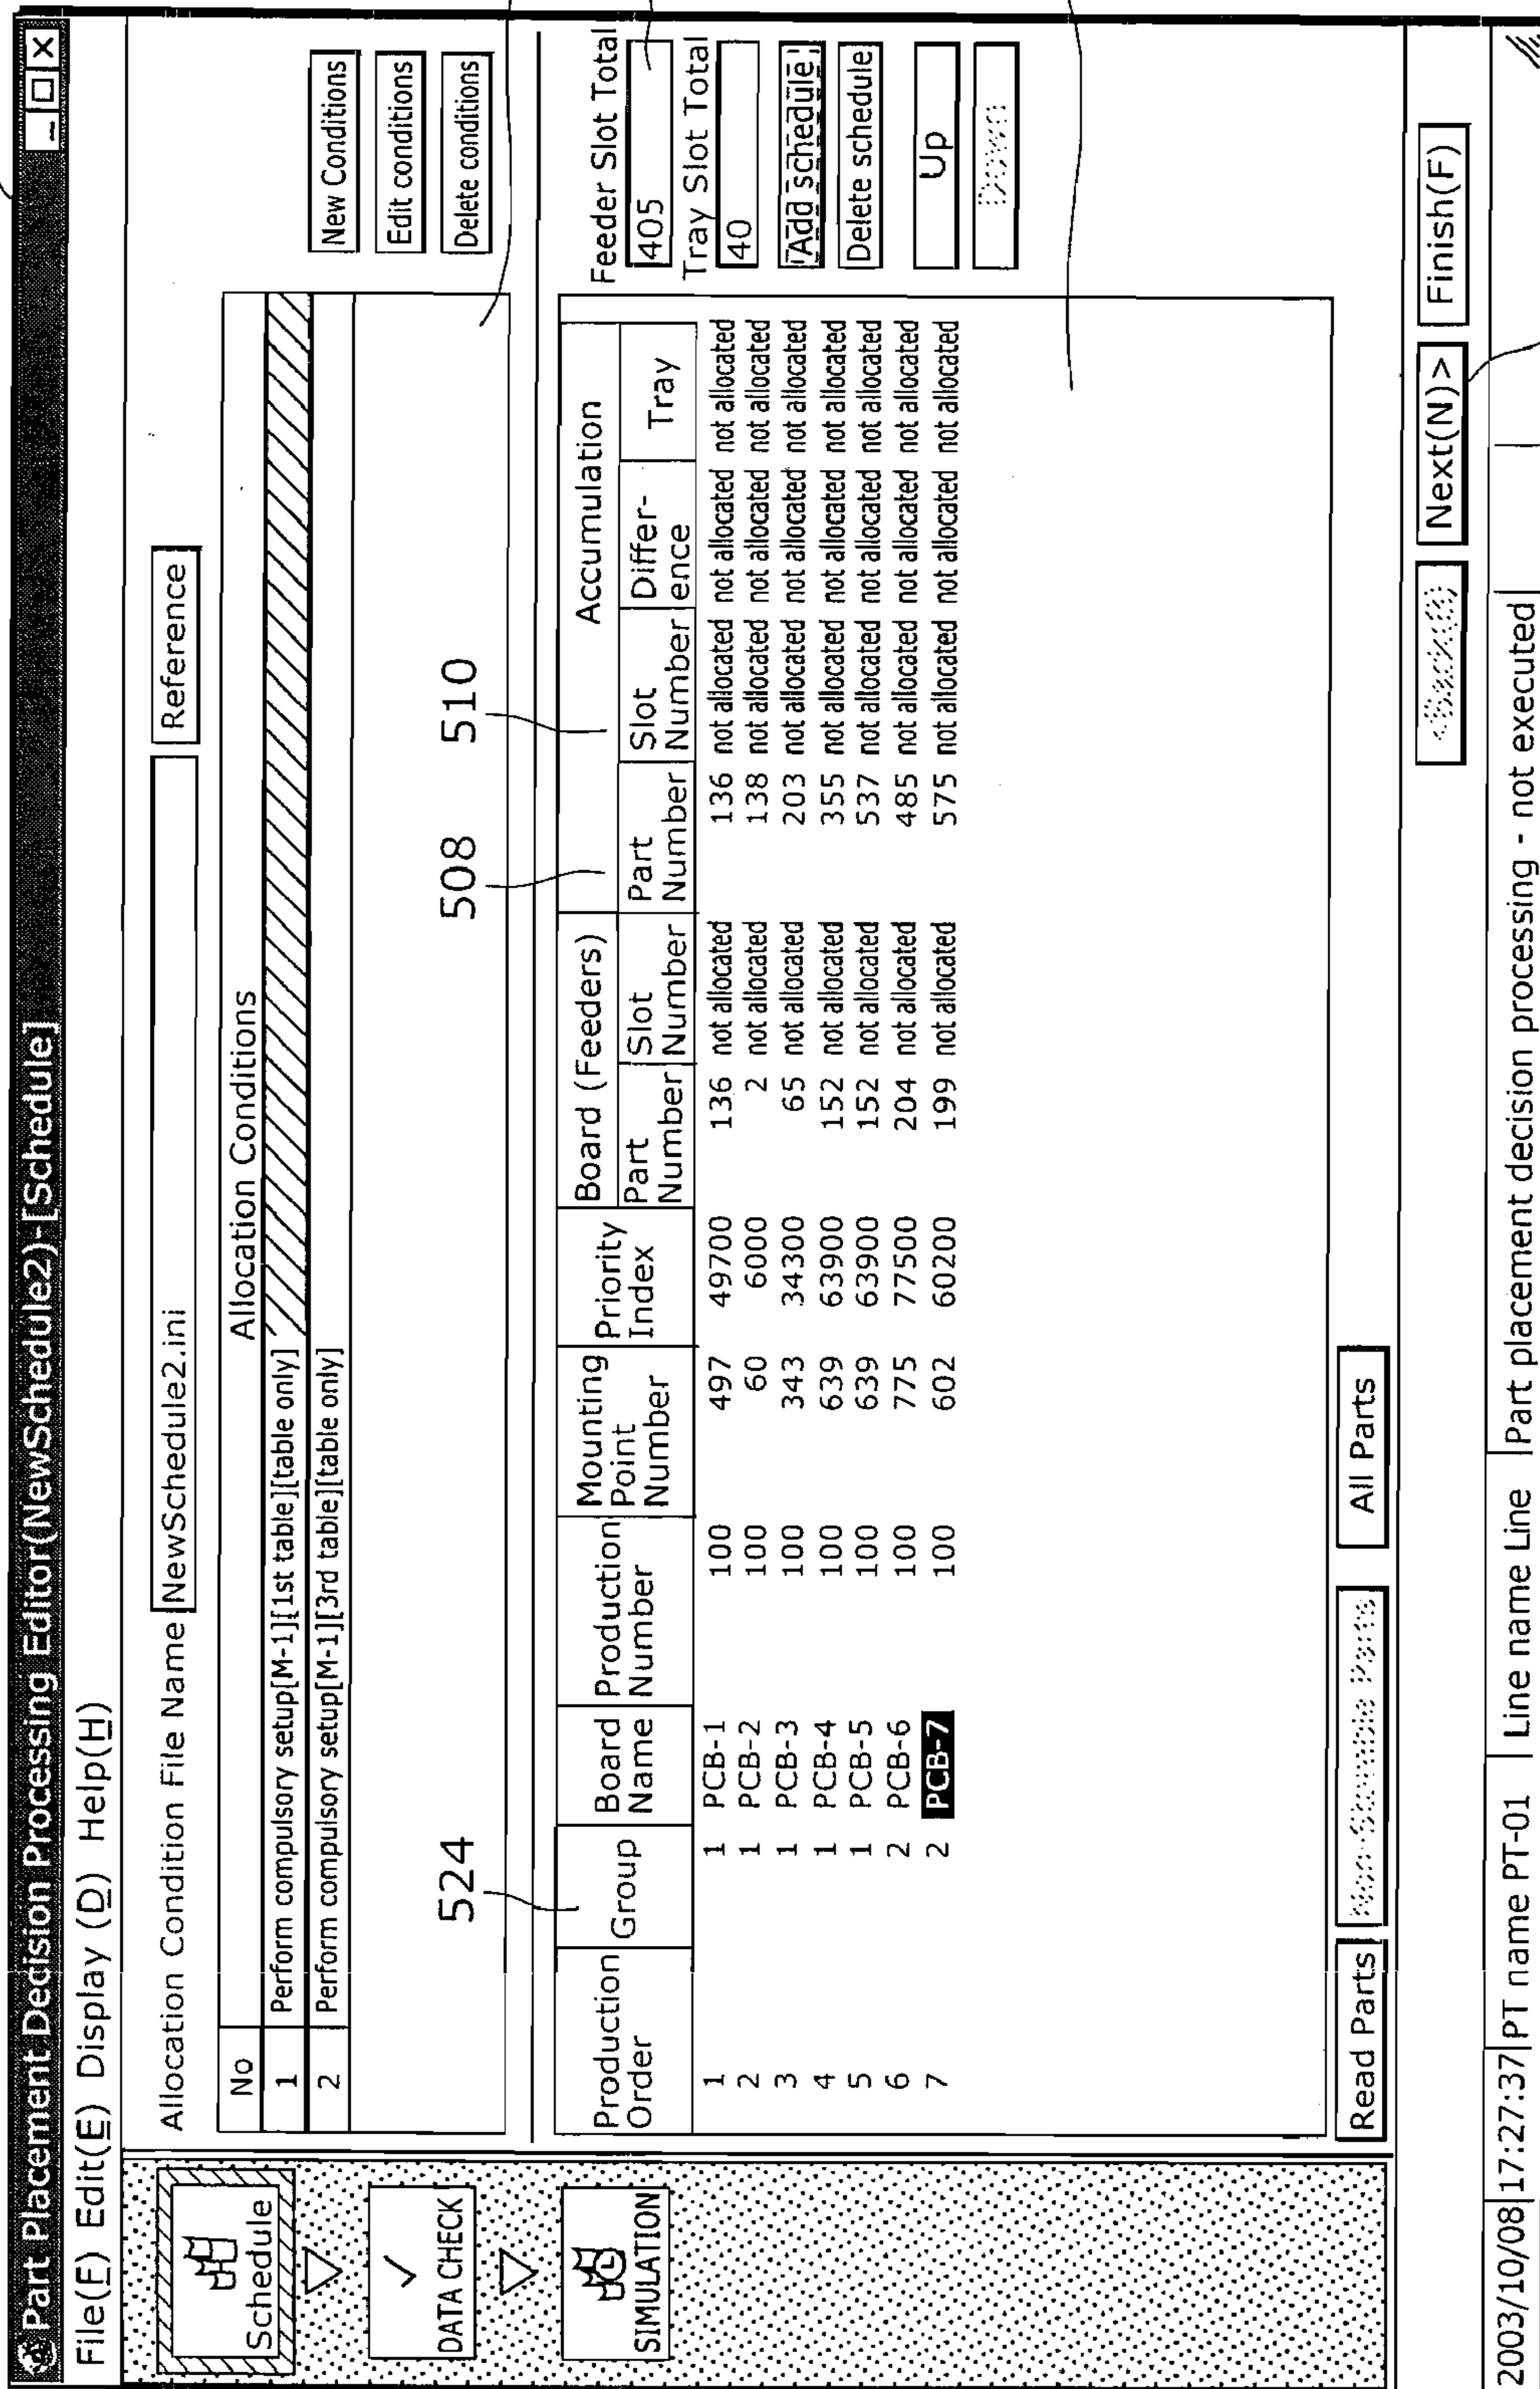 Part Placement Decision Processing Editor(NewSchedule2)-[Schedule]
File(F) Edit(E) Display (D) Help(H)
Schedule
DATA CHECK
SIMULATION
Allocation Condition File Name NewSchedule2.ini Reference
No Allocation Conditions
1 Perform compulsory setup[M-1][1st table][table only]
2 Perform compulsory setup[M-1][3rd table][table only]
New Conditions
Edit conditions
Delete conditions
524 508 510
Production Order Group Board Name Production Number Mounting Point Number Priority Index Board (Feeders) Accumulation
Part Number Slot Number Part Number Slot Number Differ-ence Tray
1 1 PCB-1 100 497 49700 136 not allocated 136 not allocated not allocated not allocated
2 1 PCB-2 100 60 6000 2 not allocated 138 not allocated not allocated not allocated
3 1 PCB-3 100 343 34300 65 not allocated 203 not allocated not allocated not allocated
4 1 PCB-4 100 639 63900 152 not allocated 355 not allocated not allocated not allocated
5 1 PCB-5 100 639 63900 152 not allocated 537 not allocated not allocated not allocated
6 2 PCB-6 100 775 77500 204 not allocated 485 not allocated not allocated not allocated
7 2 PCB-7 100 602 60200 199 not allocated 575 not allocated not allocated not allocated
Feeder Slot Total
405
Tray Slot Total
40
Add schedule
Delete schedule
Up
Down
Read Parts All Parts
<Back(B) Next(N)> Finish(F)
2003/10/08 17:27:37 PT name PT-01 Line name Line Part placement decision processing - not executed